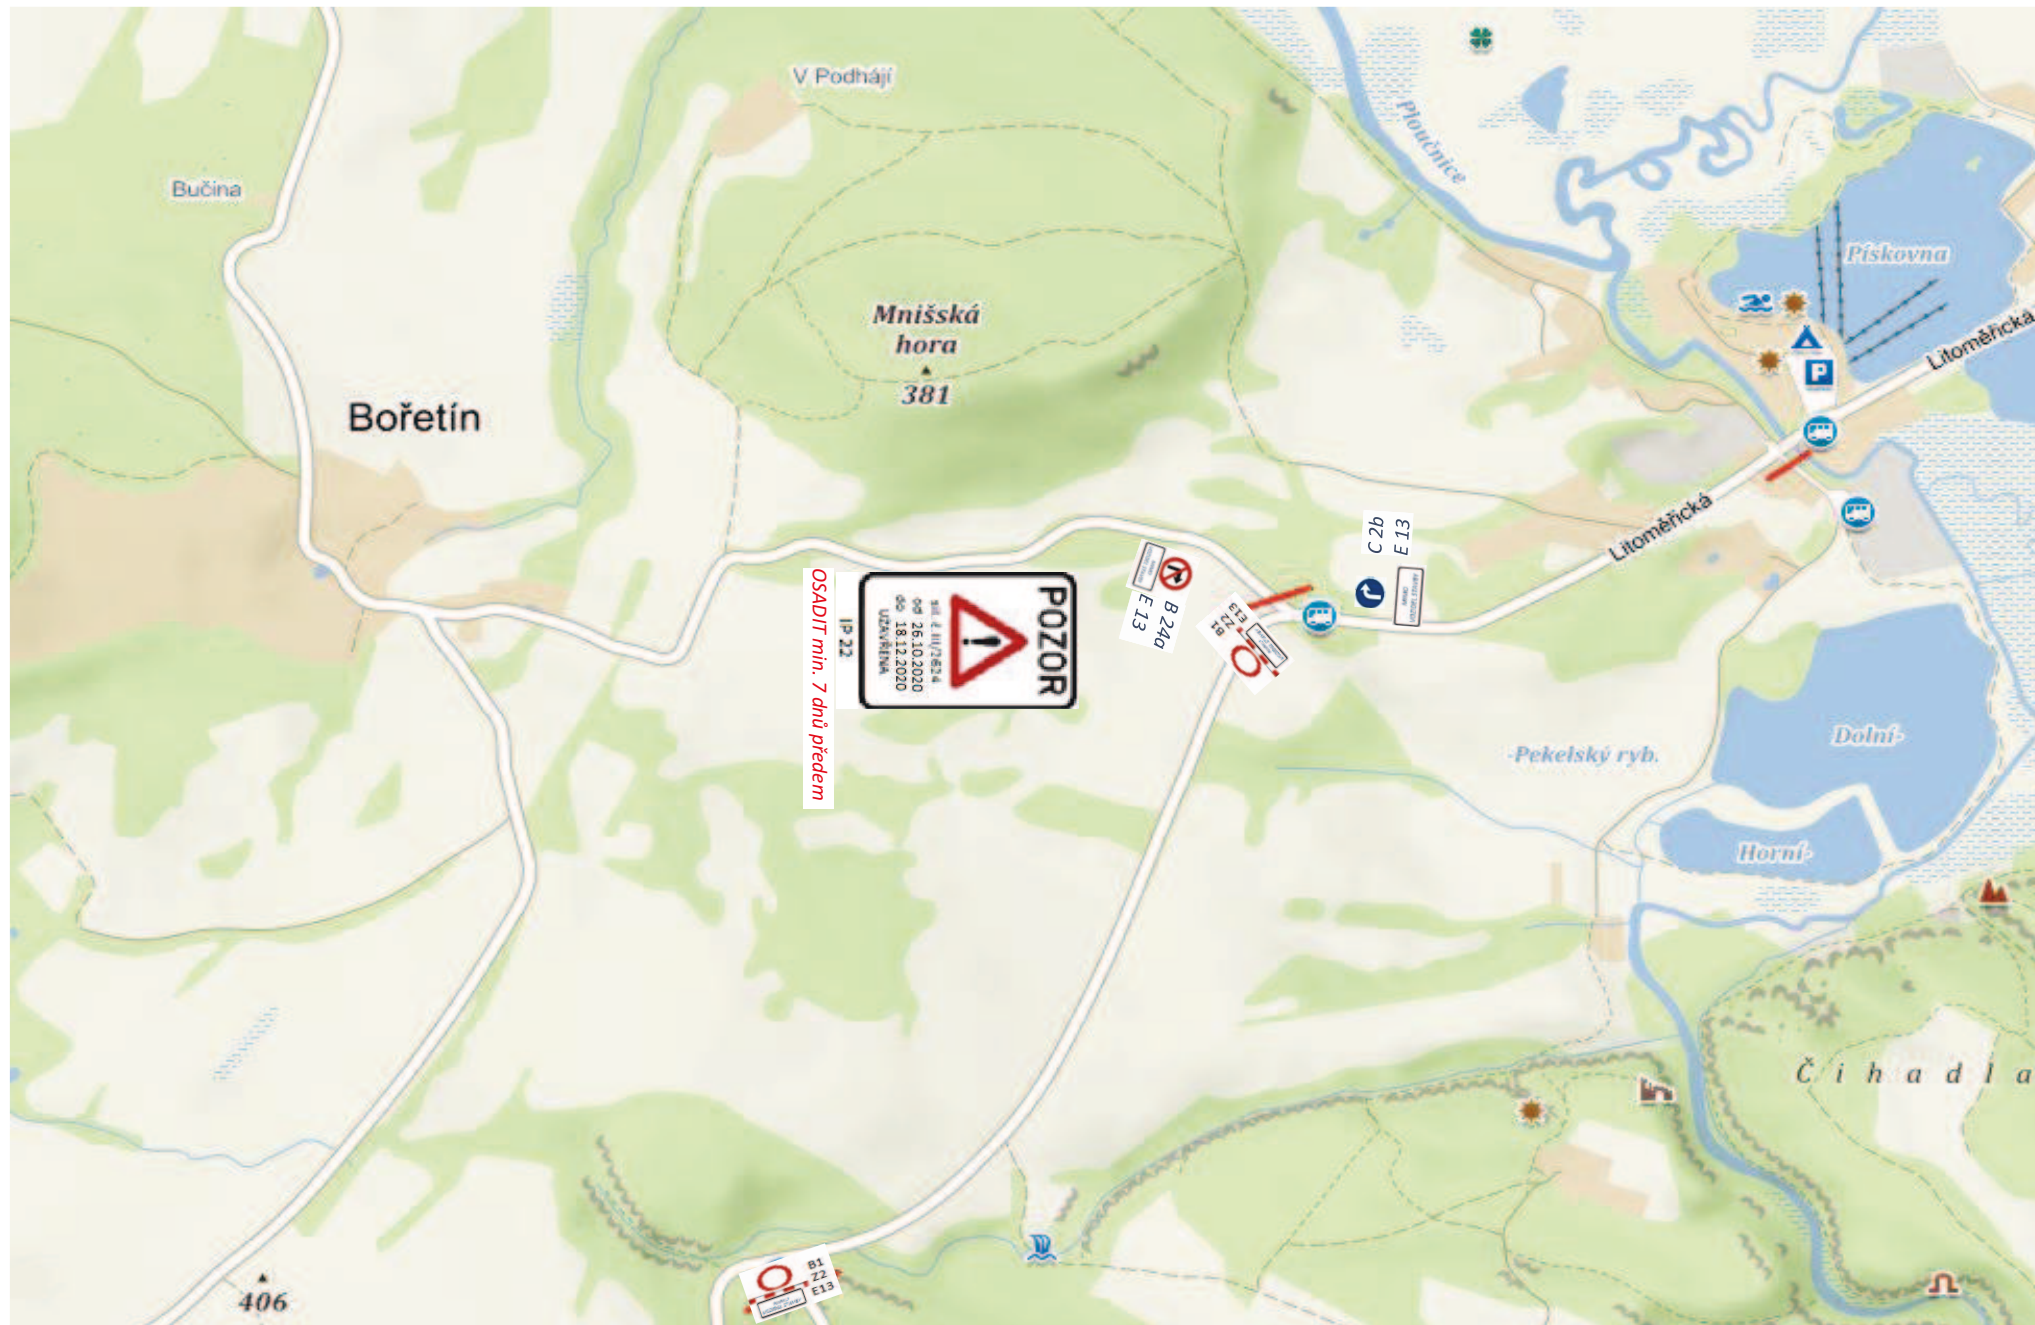 V Podhájí
Bučina
Ploučnice
Pískovna
Mnišská
hora
381
Litoměřická
Bořetín
P
Litoměřická
C 2b
E 13
E 13
B 24a
B1
Z2
E13
POZOR
sil. č. III/2624
od 26.10.2020
do 18.12.2020
UZAVŘENA
IP 22
OSADIT min. 7 dnů předem
-Pekelský ryb.
Dolní-
Horní-
Čihadla
406
B1
Z2
E13